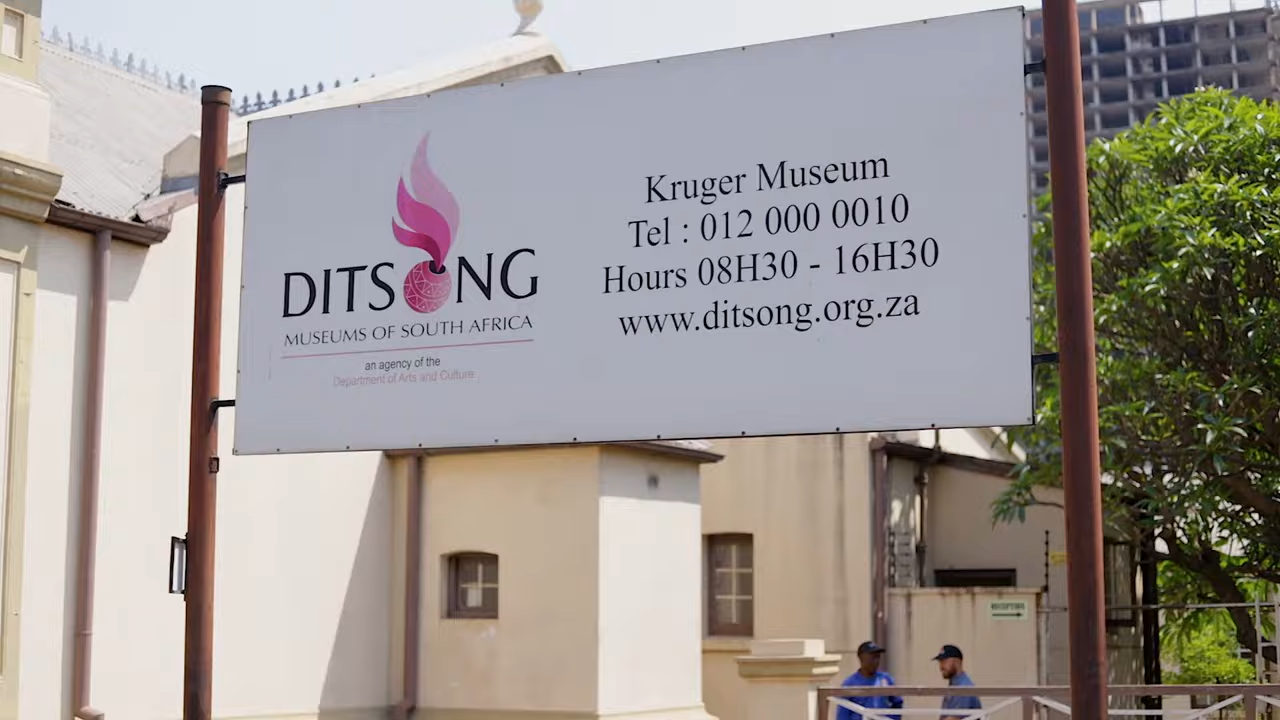 DITSONG
MUSEUMS OF SOUTH AFRICA
an agency of the
Department of Arts and Culture
Kruger Museum
Tel : 012 000 0010
Hours 08H30 - 16H30
www.ditsong.org.za
RECEPTION